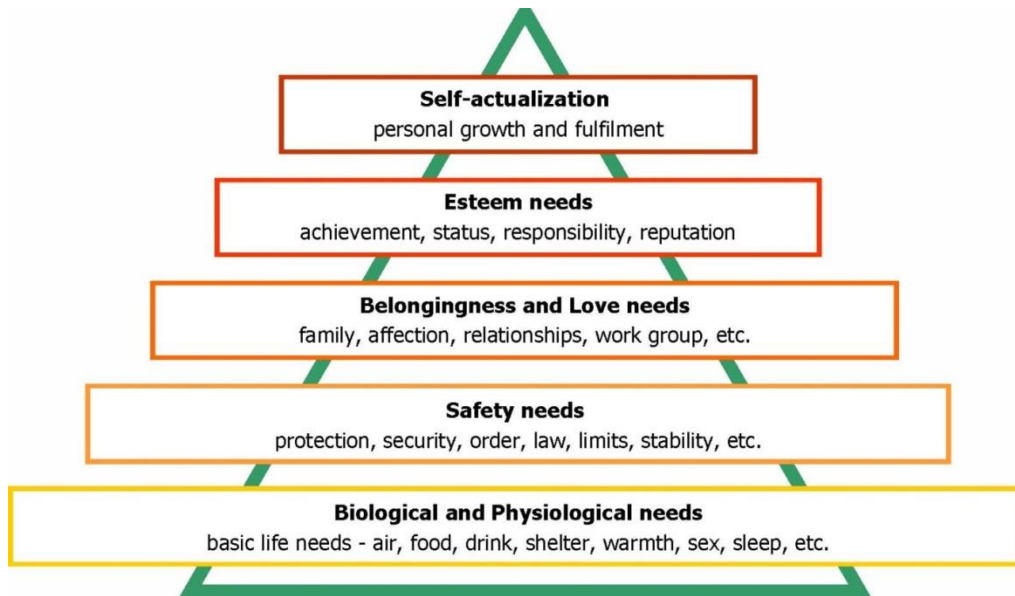 Self-actualization
personal growth and fulfilment
Esteem needs
achievement, status, responsibility, reputation
Belongingness and Love needs
family, affection, relationships, work group, etc.
Safety needs
protection, security, order, law, limits, stability, etc.
Biological and Physiological needs
basic life needs - air, food, drink, shelter, warmth, sex, sleep, etc.